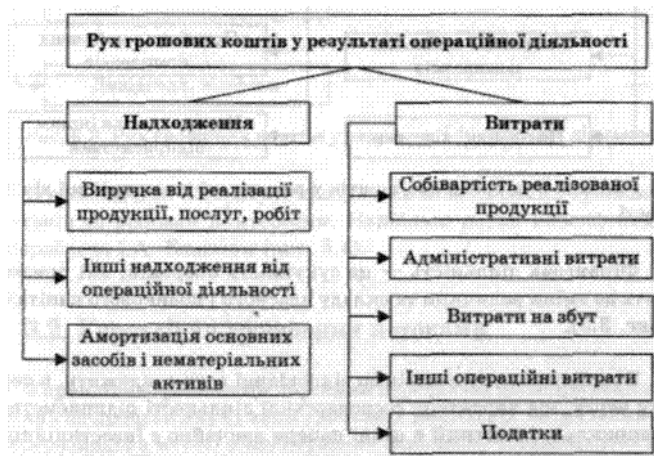 Рух грошових коштів у результаті операційної діяльності
Надходження
Виручка від реалізації
продукції, послуг, робіт
Інші надходження від
операційної діяльності
Амортизація основних
засобів і нематеріальних
активів
Витрати
Собівартість реалізованої
продукції
Адміністративні витрати
Витрати на збут
Інші операційні витрати
Податки